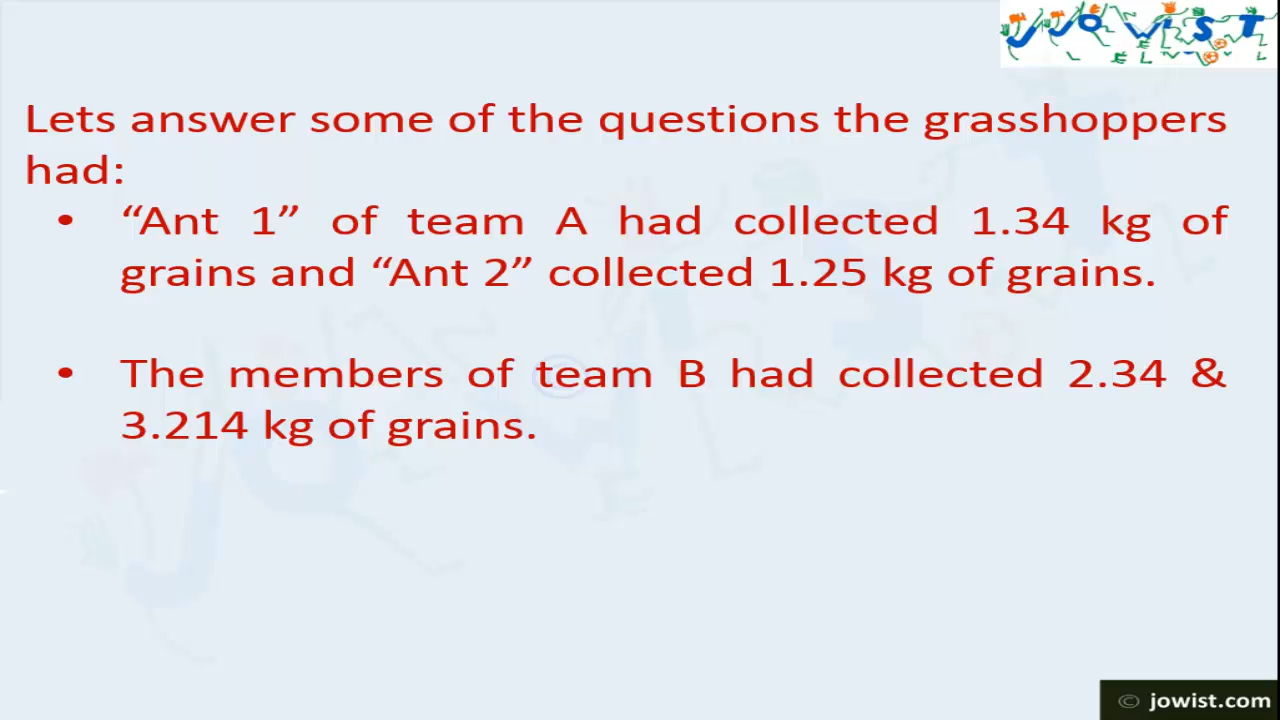 JOWIST
Lets answer some of the questions the grasshoppers
had:
• “Ant 1” of team A had collected 1.34 kg of
grains and “Ant 2” collected 1.25 kg of grains.
• The members of team B had collected 2.34 &
3.214 kg of grains.
© jowist.com